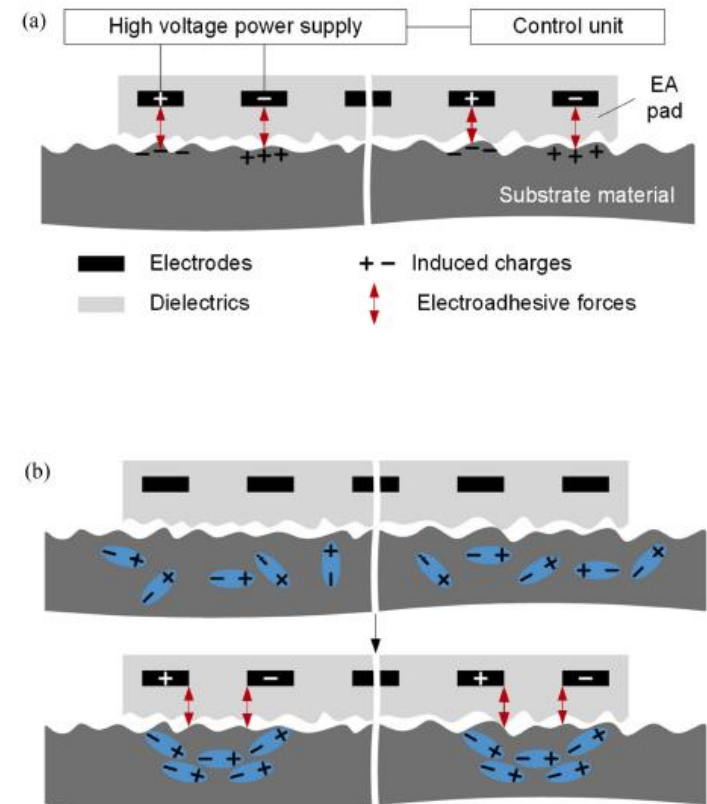 (a)
High voltage power supply
Control unit
+ − + −
EA
pad
− − − + + + − − − + + +
Substrate material
Electrodes
+ − Induced charges
Dielectrics
Electroadhesive forces
(b)
− + − + − + − + + − − + − + − + + − − +
+ − + −
− + − + − + − + − + − + − + − + − + − +